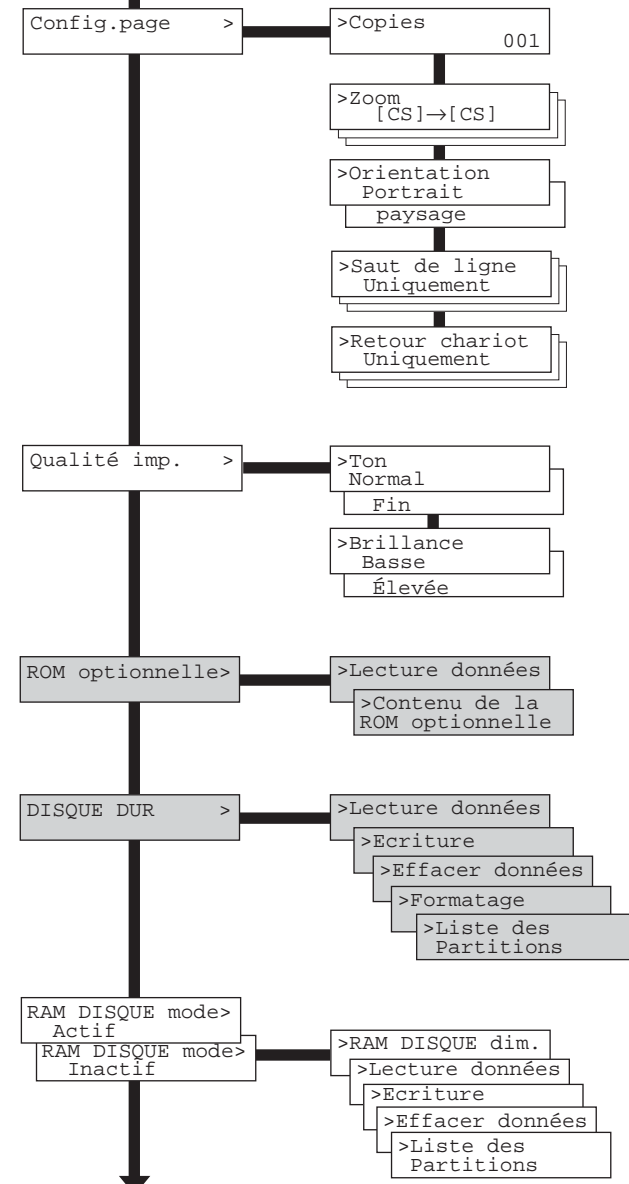 Config.page >
>Copies
001
>Zoom
[CS]→[CS]
>Orientation
Portrait
paysage
>Saut de ligne
Uniquement
>Retour chariot
Uniquement
Qualité imp. >
>Ton
Normal
Fin
>Brillance
Basse
Élevée
ROM optionnelle>
>Lecture données
>Contenu de la
ROM optionnelle
DISQUE DUR >
>Lecture données
>Ecriture
>Effacer données
>Formatage
>Liste des
Partitions
RAM DISQUE mode>
Actif
RAM DISQUE mode>
Inactif
>RAM DISQUE dim.
>Lecture données
>Ecriture
>Effacer données
>Liste des
Partitions